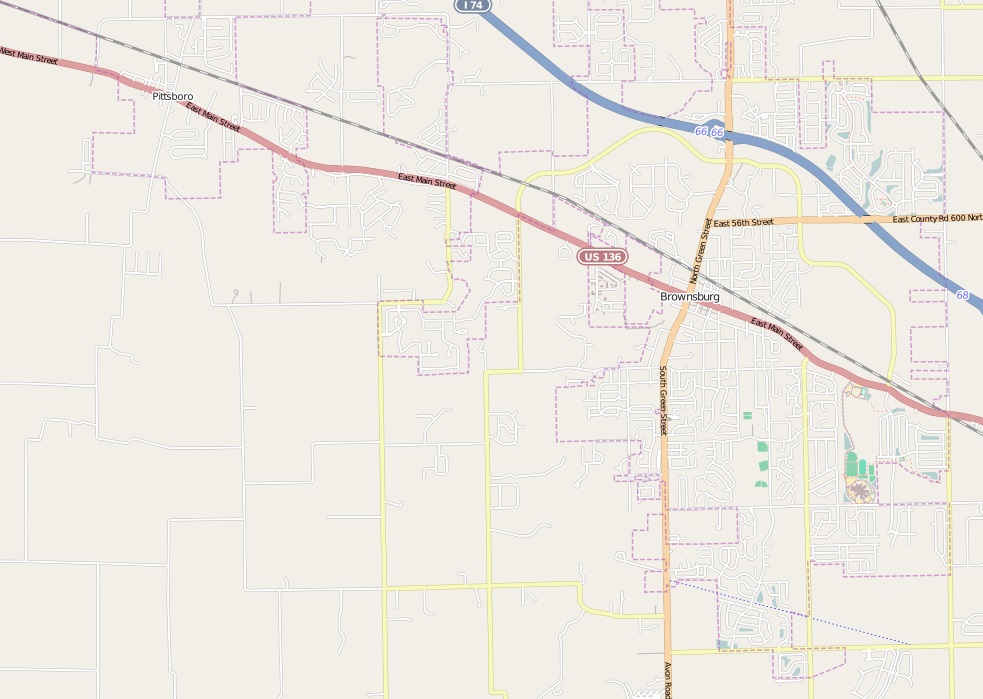 I 74
West Main Street
Pittsboro
East Main Street
66
66
East Main Street
East 56th Street
East County Rd 600 Nort
North Green Street
US 136
Brownsburg
68
East Main Street
South Green Street
Avon Road